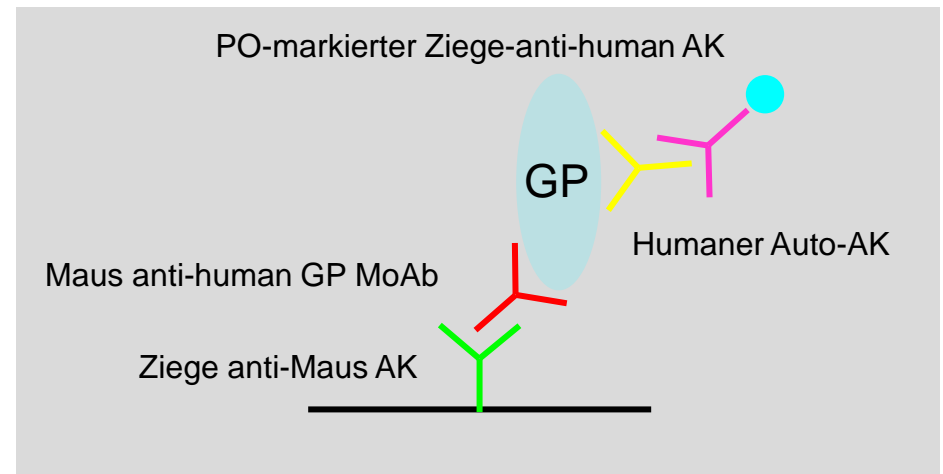 PO-markierter Ziege-anti-human AK
GP
Humaner Auto-AK
Maus anti-human GP MoAb
Ziege anti-Maus AK